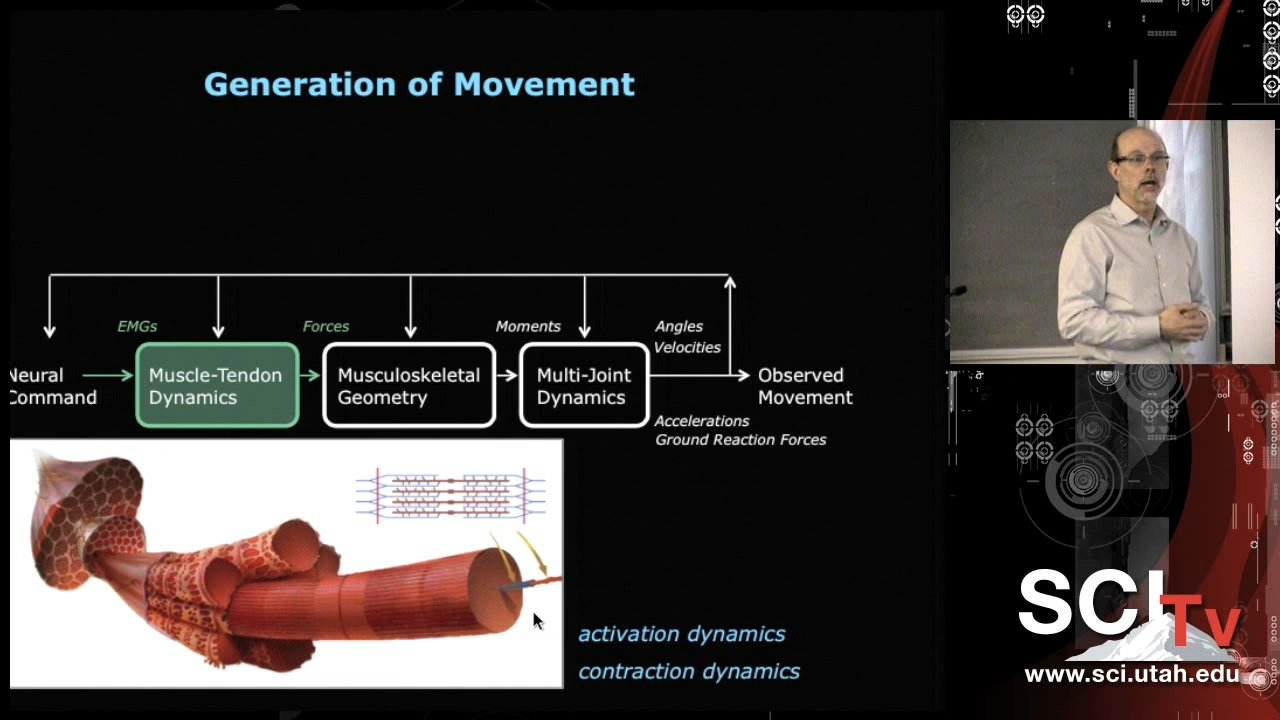 Generation of Movement
EMGs
Forces
Moments
Angles
Velocities
Neural
Command
Muscle-Tendon
Dynamics
Musculoskeletal
Geometry
Multi-Joint
Dynamics
Observed
Movement
Accelerations
Ground Reaction Forces
activation dynamics
contraction dynamics
SCI
TV
www.sci.utah.edu